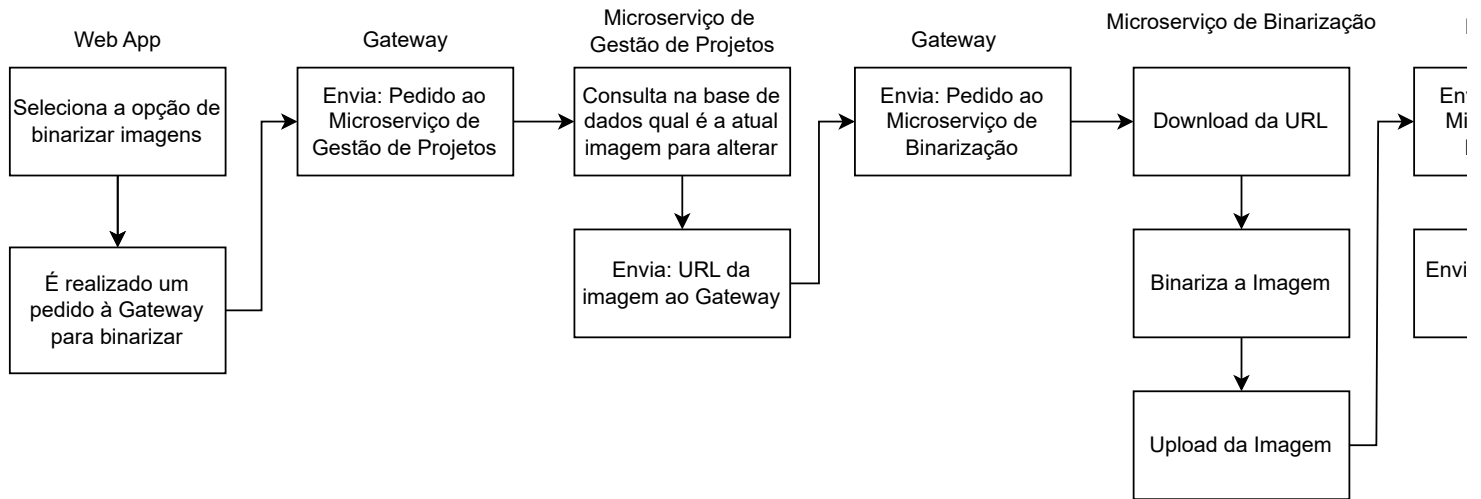 Web App
Seleciona a opção de
binarizar imagens
É realizado um
pedido à Gateway
para binarizar
Gateway
Envia: Pedido ao
Microserviço de
Gestão de Projetos
Microserviço de
Gestão de Projetos
Consulta na base de
dados qual é a atual
imagem para alterar
Envia: URL da
imagem ao Gateway
Gateway
Envia: Pedido ao
Microserviço de
Binarização
Microserviço de Binarização
Download da URL
Binariza a Imagem
Upload da Imagem